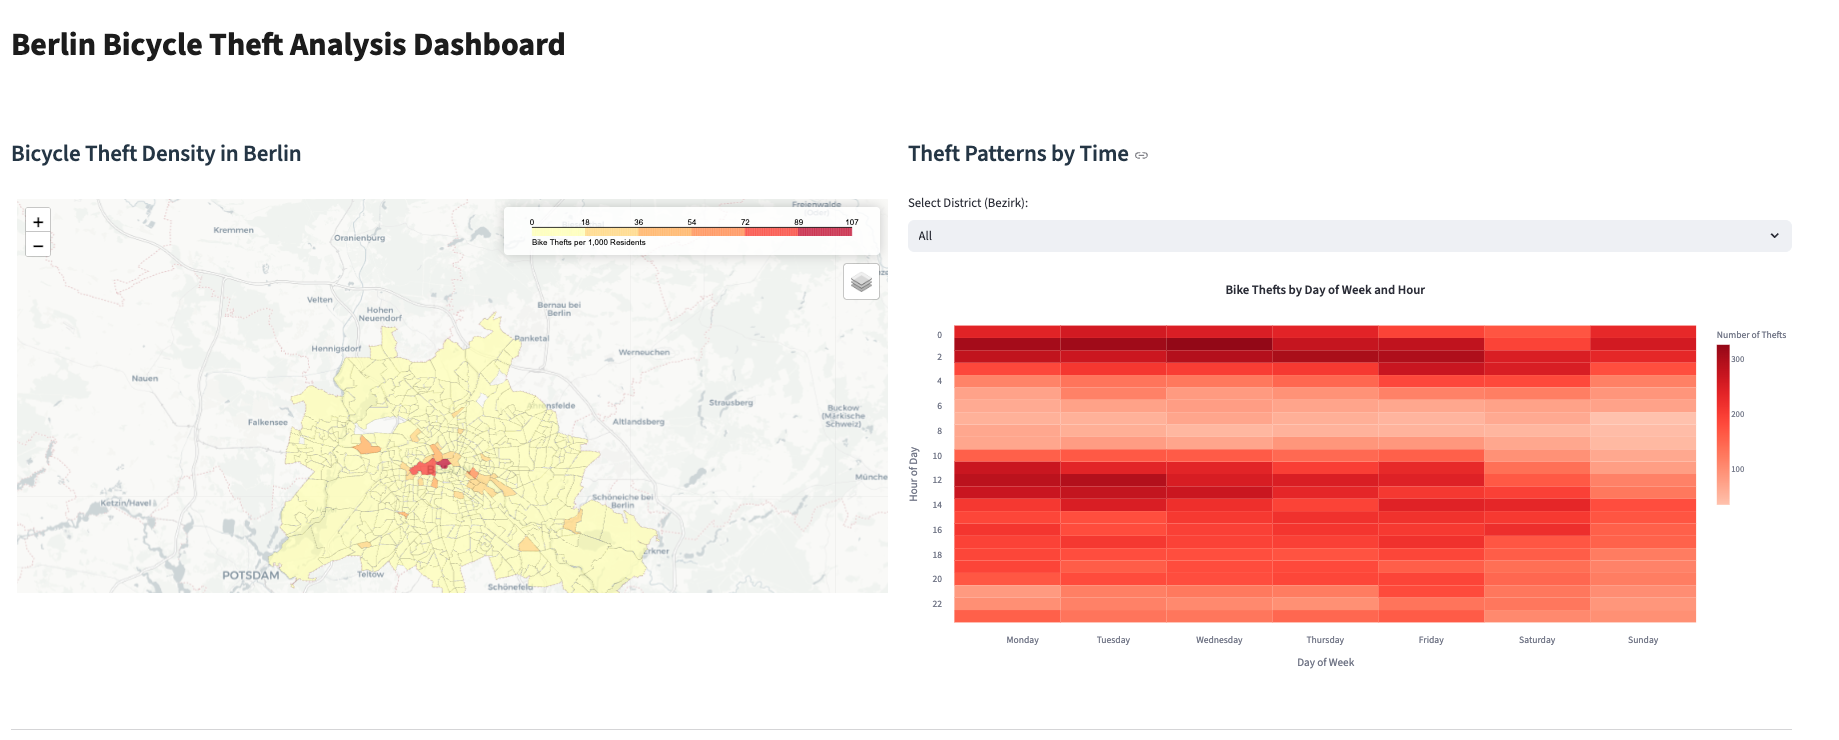 Berlin Bicycle Theft Analysis Dashboard
Bicycle Theft Density in Berlin
+
−
0 18 36 54 72 89 107
Bike Thefts per 1,000 Residents
Freienwalde
Kremmen
Oranienburg
Velten
Hohen
Neuendorf
Bernau bei
Berlin
Hennigsdorf
Panketal
Werneuchen
Nauen
Falkensee
Strausberg
Altlandsberg
Buckow
(Märkische
Schweiz)
Münche
Ketzin/Havel
Schöneiche bei
Berlin
rkner
POTSDAM
Teltow
Schönefeld
Theft Patterns by Time
Select District (Bezirk):
All
Bike Thefts by Day of Week and Hour
Hour of Day
0
2
4
6
8
10
12
14
16
18
20
22
Monday Tuesday Wednesday Thursday Friday Saturday Sunday
Day of Week
Number of Thefts
300
200
100